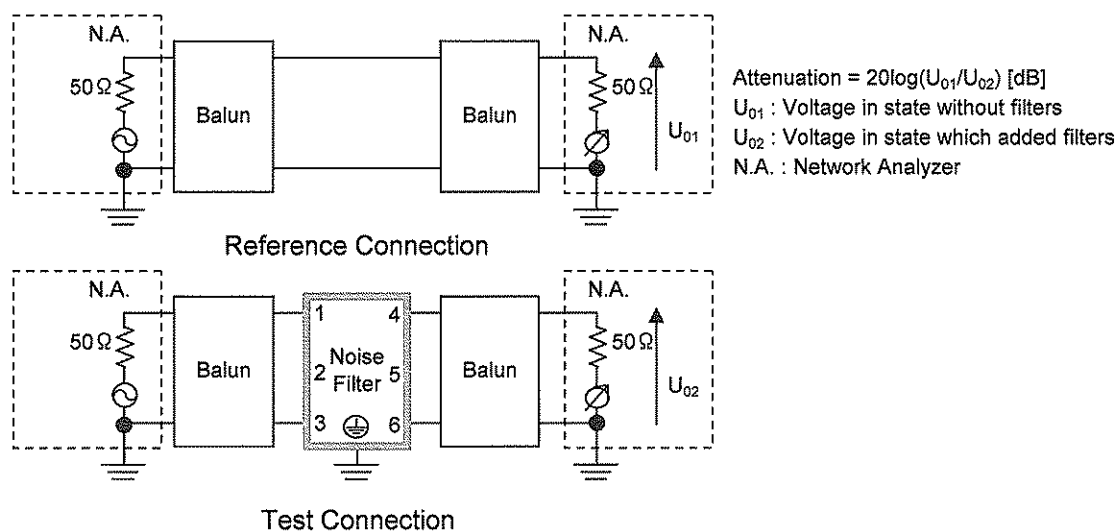 N.A.
50Ω
Balun
Balun
N.A.
50Ω
U01
Attenuation = 20log(U01/U02) [dB]
U01 : Voltage in state without filters
U02 : Voltage in state which added filters
N.A. : Network Analyzer
Reference Connection
N.A.
50Ω
Balun
1 4
2 Noise Filter 5
3 6
Balun
N.A.
50Ω
U02
Test Connection